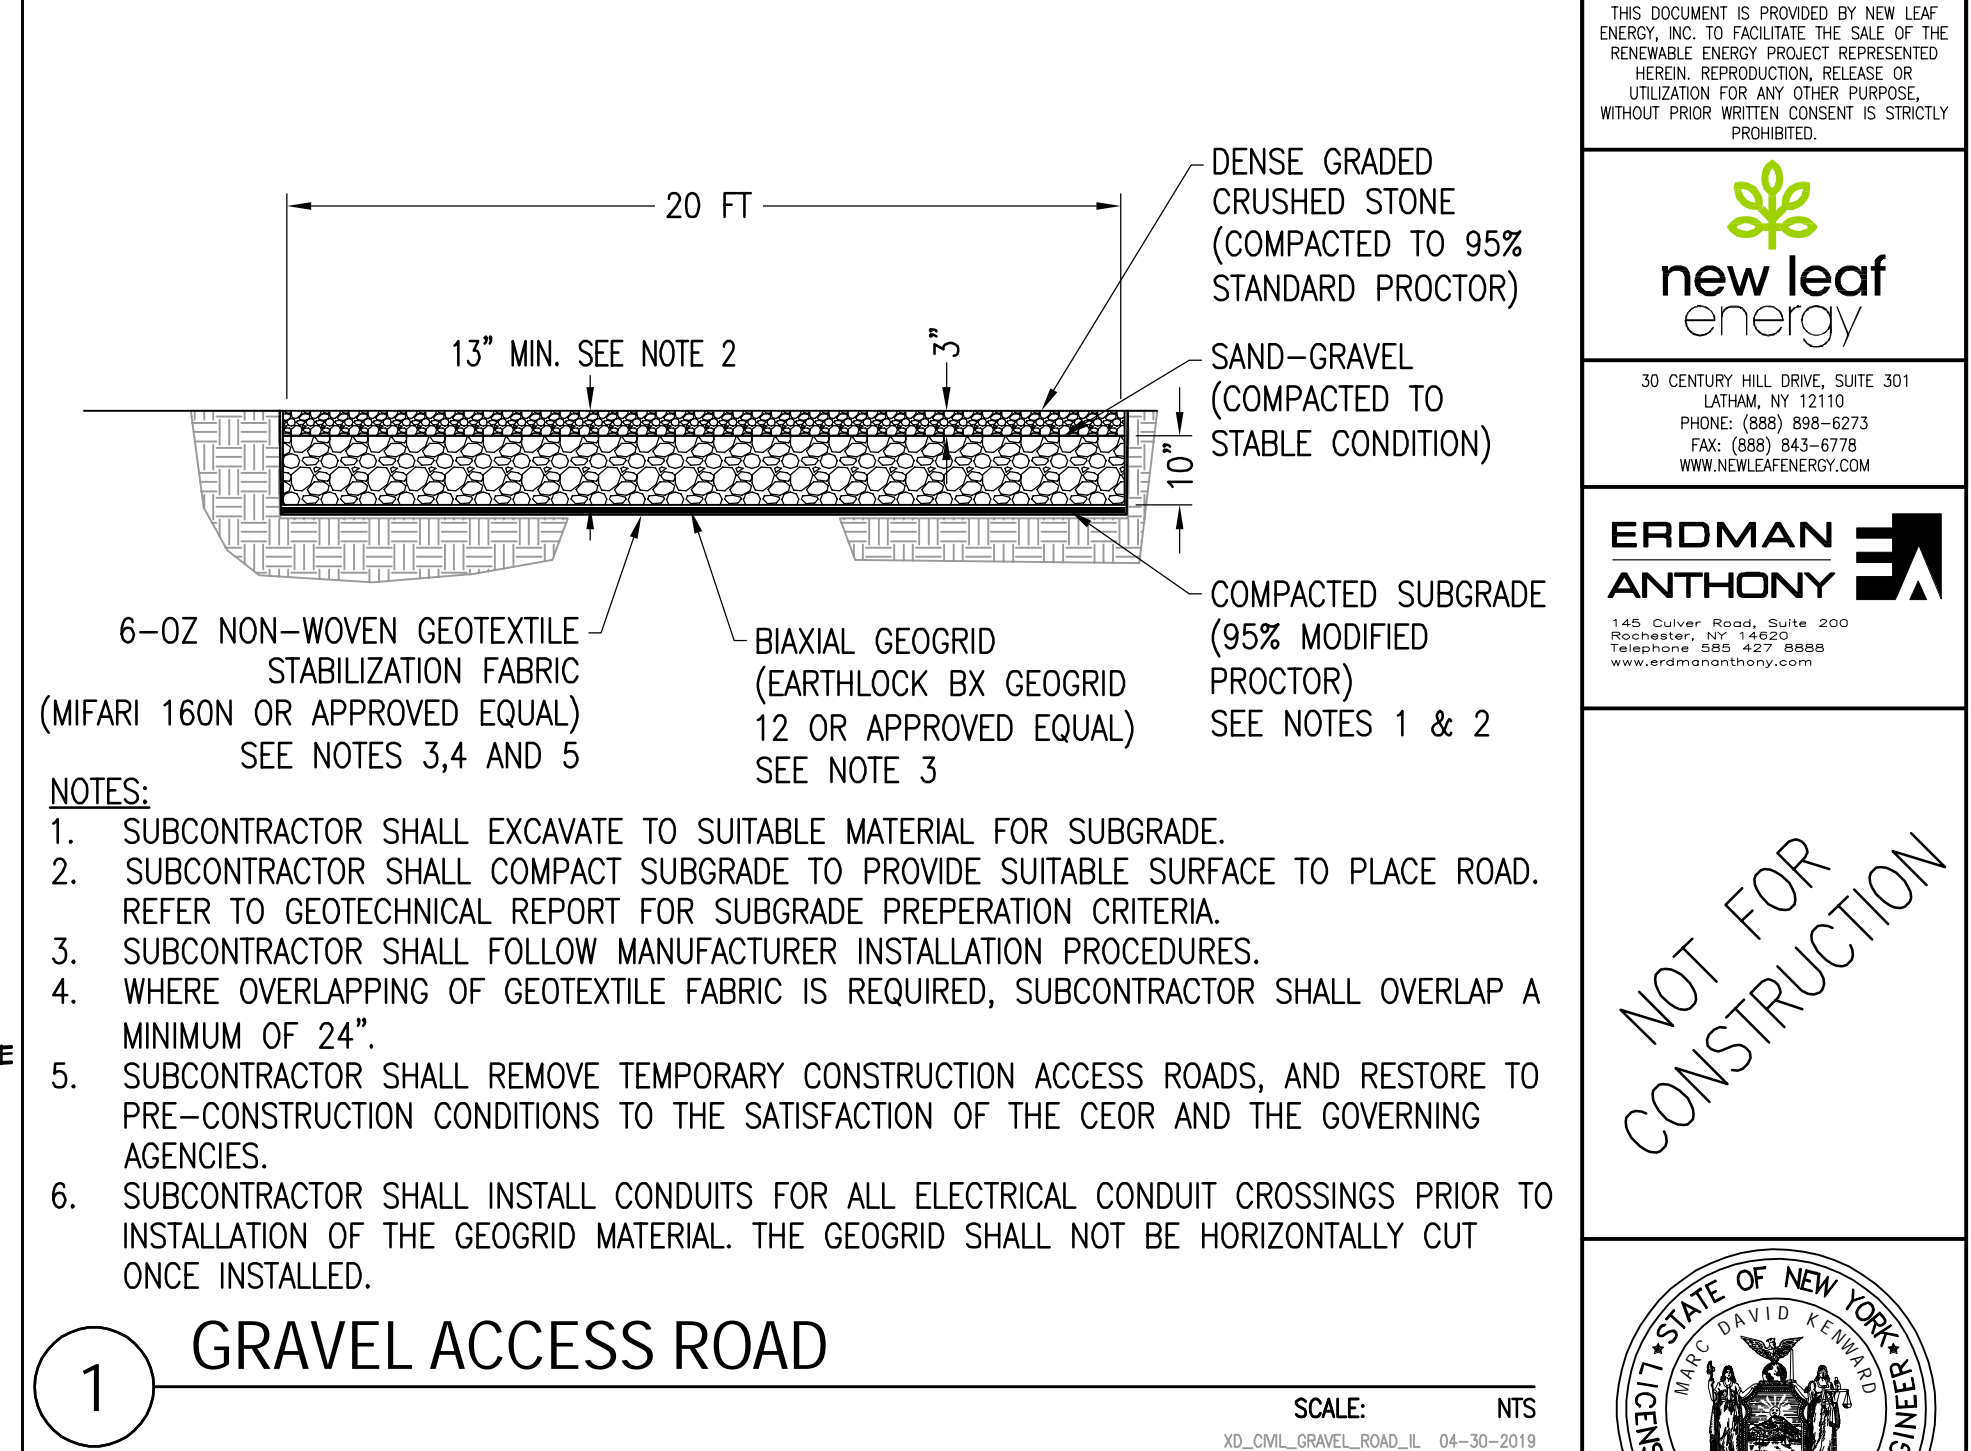 20 FT
13" MIN. SEE NOTE 2
3"
10"
DENSE GRADED
CRUSHED STONE
(COMPACTED TO 95%
STANDARD PROCTOR)
SAND-GRAVEL
(COMPACTED TO
STABLE CONDITION)
COMPACTED SUBGRADE
(95% MODIFIED
PROCTOR)
SEE NOTES 1 & 2
6-OZ NON-WOVEN GEOTEXTILE
STABILIZATION FABRIC
(MIFARI 160N OR APPROVED EQUAL)
SEE NOTES 3,4 AND 5
BIAXIAL GEOGRID
(EARTHLOCK BX GEOGRID
12 OR APPROVED EQUAL)
SEE NOTE 3
NOTES:
1. SUBCONTRACTOR SHALL EXCAVATE TO SUITABLE MATERIAL FOR SUBGRADE.
2. SUBCONTRACTOR SHALL COMPACT SUBGRADE TO PROVIDE SUITABLE SURFACE TO PLACE ROAD.
REFER TO GEOTECHNICAL REPORT FOR SUBGRADE PREPERATION CRITERIA.
3. SUBCONTRACTOR SHALL FOLLOW MANUFACTURER INSTALLATION PROCEDURES.
4. WHERE OVERLAPPING OF GEOTEXTILE FABRIC IS REQUIRED, SUBCONTRACTOR SHALL OVERLAP A
MINIMUM OF 24".
5. SUBCONTRACTOR SHALL REMOVE TEMPORARY CONSTRUCTION ACCESS ROADS, AND RESTORE TO
PRE-CONSTRUCTION CONDITIONS TO THE SATISFACTION OF THE CEOR AND THE GOVERNING
AGENCIES.
6. SUBCONTRACTOR SHALL INSTALL CONDUITS FOR ALL ELECTRICAL CONDUIT CROSSINGS PRIOR TO
INSTALLATION OF THE GEOGRID MATERIAL. THE GEOGRID SHALL NOT BE HORIZONTALLY CUT
ONCE INSTALLED.
1
GRAVEL ACCESS ROAD
SCALE: NTS
XD_CIVIL_GRAVEL_ROAD_IL 04-30-2019
THIS DOCUMENT IS PROVIDED BY NEW LEAF
ENERGY, INC. TO FACILITATE THE SALE OF THE
RENEWABLE ENERGY PROJECT REPRESENTED
HEREIN. REPRODUCTION, RELEASE OR
UTILIZATION FOR ANY OTHER PURPOSE,
WITHOUT PRIOR WRITTEN CONSENT IS STRICTLY
PROHIBITED.
new leaf
energy
30 CENTURY HILL DRIVE, SUITE 301
LATHAM, NY 12110
PHONE: (888) 898-6273
FAX: (888) 843-6778
WWW.NEWLEAFENERGY.COM
ERDMAN
ANTHONY
EA
145 Culver Road, Suite 200
Rochester, NY 14620
Telephone 585 427 8888
www.erdmananthony.com
NOT FOR
CONSTRUCTION
STATE OF NEW YORK
MARC DAVID KENWARD